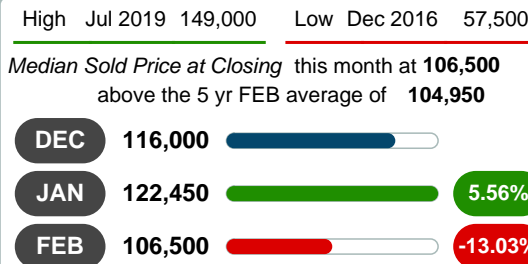 High Jul 2019 149,000 Low Dec 2016 57,500
Median Sold Price at Closing this month at 106,500
above the 5 yr FEB average of 104,950
DEC 116,000
JAN 122,450 5.56%
FEB 106,500 -13.03%